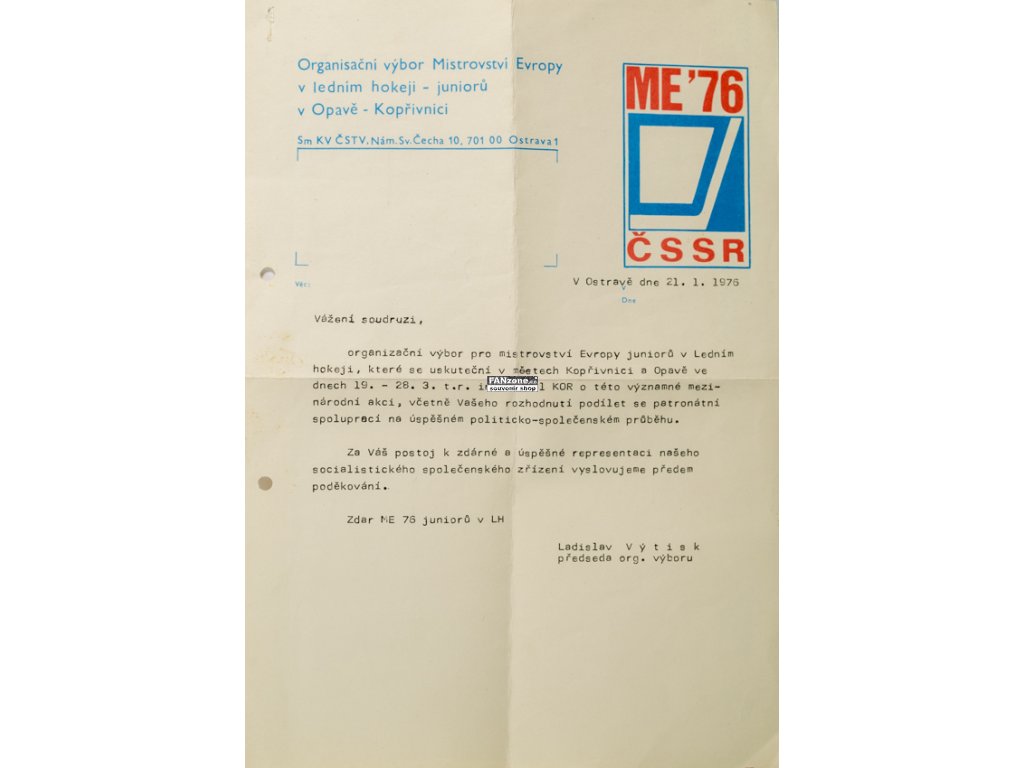 Organisační výbor Mistrovství Evropy
v ledním hokeji - juniorů
v Opavě - Kopřivnici
Sm KV ČSTV, Nám. Sv. Čecha 10, 701 00 Ostrava 1
ME '76
ČSSR
Věc:
V Ostravě dne 21. 1. 1976
V
Dne
Vážení soudruzi,
organizační výbor pro mistrovství Evropy juniorů v Ledním
hokeji, které se uskuteční v městech Kopřivnici a Opavě ve
dnech 19. - 28. 3. t.r. KOR o této významné mezi-
národní akci, včetně Vašeho rozhodnutí podílet se patronátní
spoluprací na úspěšném politicko-společenském průběhu.
FANzone.cz
souvenir shop
Za Váš postoj k zdárné a úspěšné representaci našeho
socialistického společenského zřízení vyslovujeme předem
poděkování.
Zdar ME 76 juniorů v LH
Ladislav V ý t i s k
předseda org. výboru